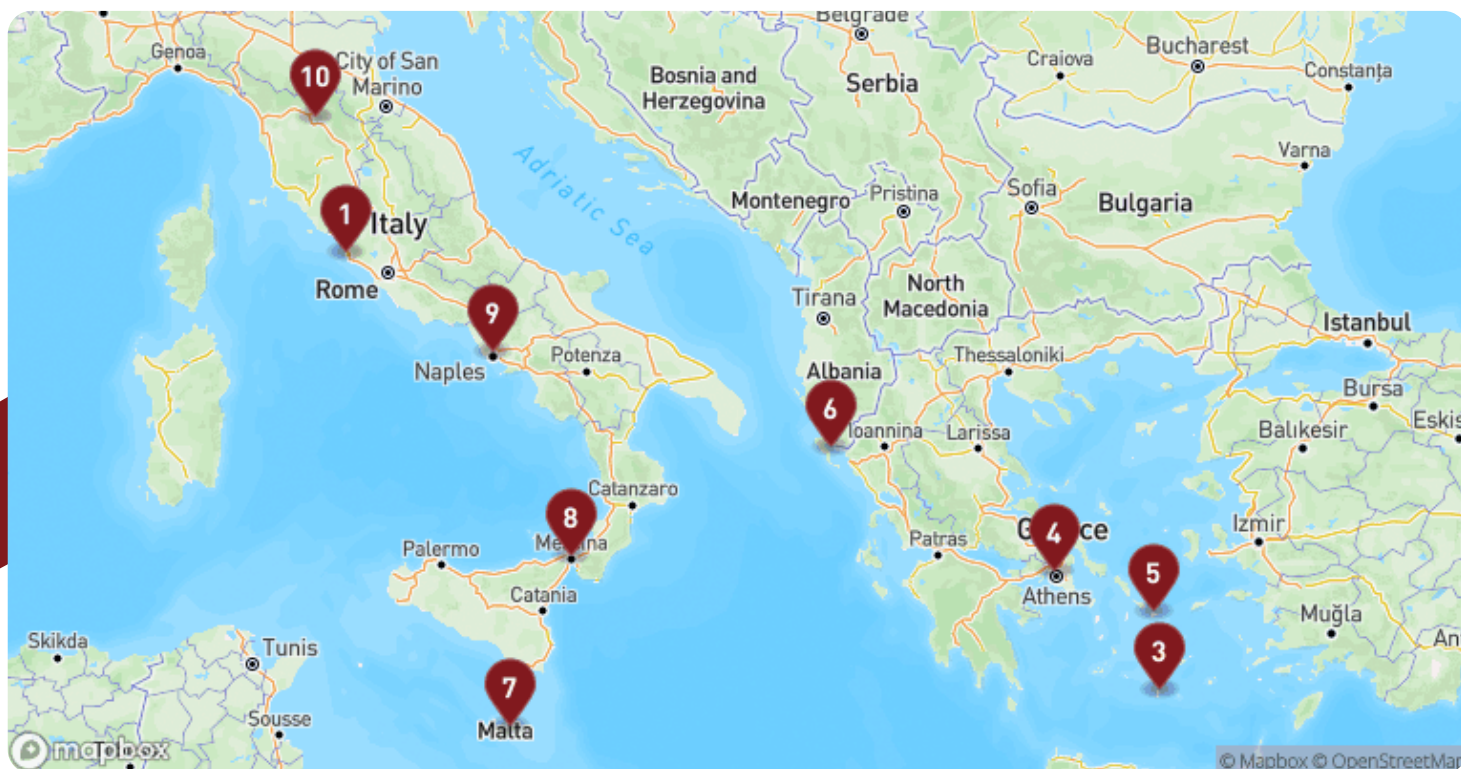 Belgrade
Genoa
City of San
Marino
10
Bosnia and
Herzegovina
Serbia
Craiova
Bucharest
Constanța
Adriatic Sea
Varna
Montenegro
Pristina
Sofia
Bulgaria
1
Italy
Rome
Tirana
North
Macedonia
Istanbul
9
Naples
Potenza
Albania
Thessaloniki
Bursa
6
Ioannina
Larissa
Balıkesir
Eskis
Catanzaro
8
Palermo
Patras
4
Izmir
Catania
Athens
5
Muğla
Skikda
Tunis
3
An
7
Malta
Sousse
mapbox
© Mapbox © OpenStreetMap